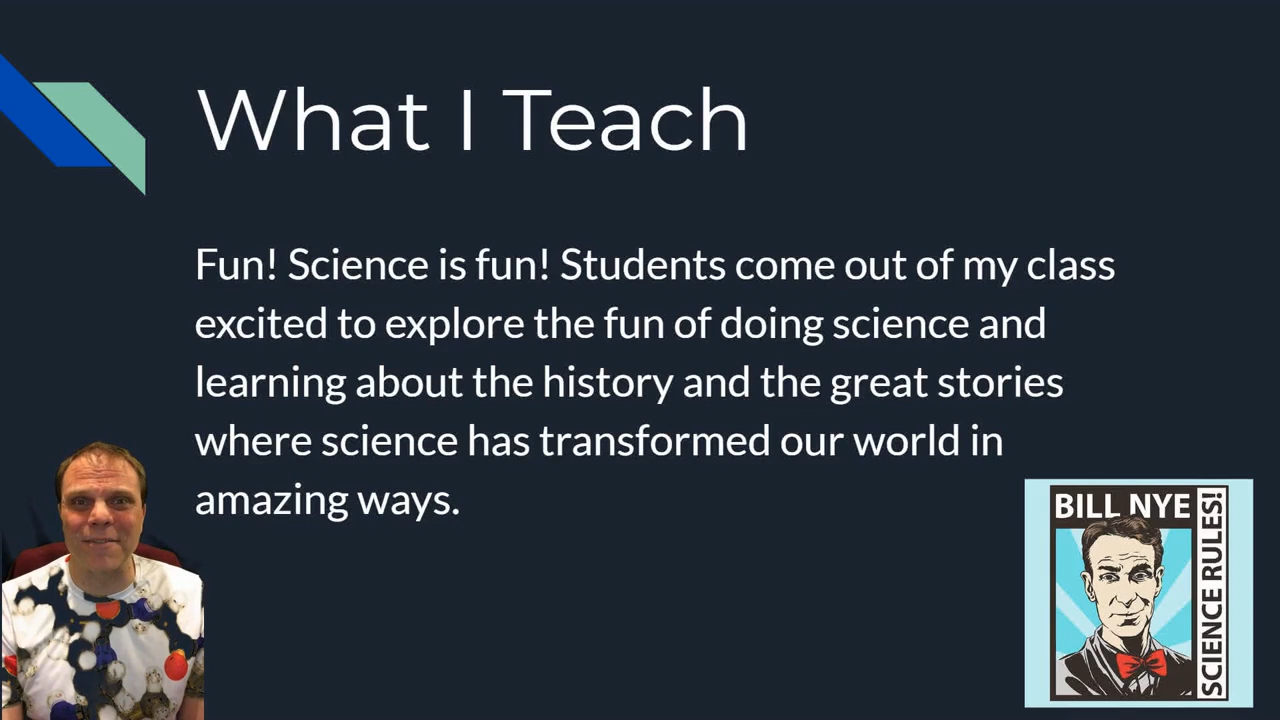 What I Teach
Fun! Science is fun! Students come out of my class
excited to explore the fun of doing science and
learning about the history and the great stories
where science has transformed our world in
amazing ways.
BILL NYE
SCIENCE RULES!